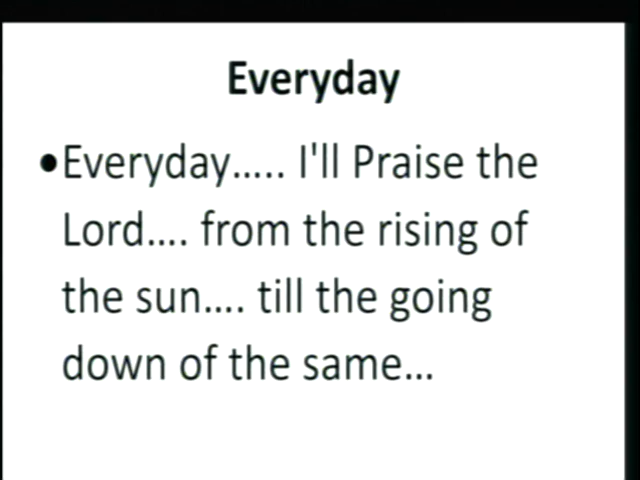 Everyday
•Everyday..... I'll Praise the
Lord.... from the rising of
the sun.... till the going
down of the same...